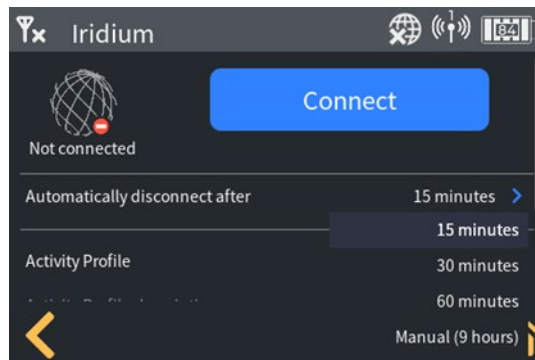 Iridium
84
Connect
Not connected
Automatically disconnect after 15 minutes
15 minutes
Activity Profile
30 minutes
60 minutes
Manual (9 hours)